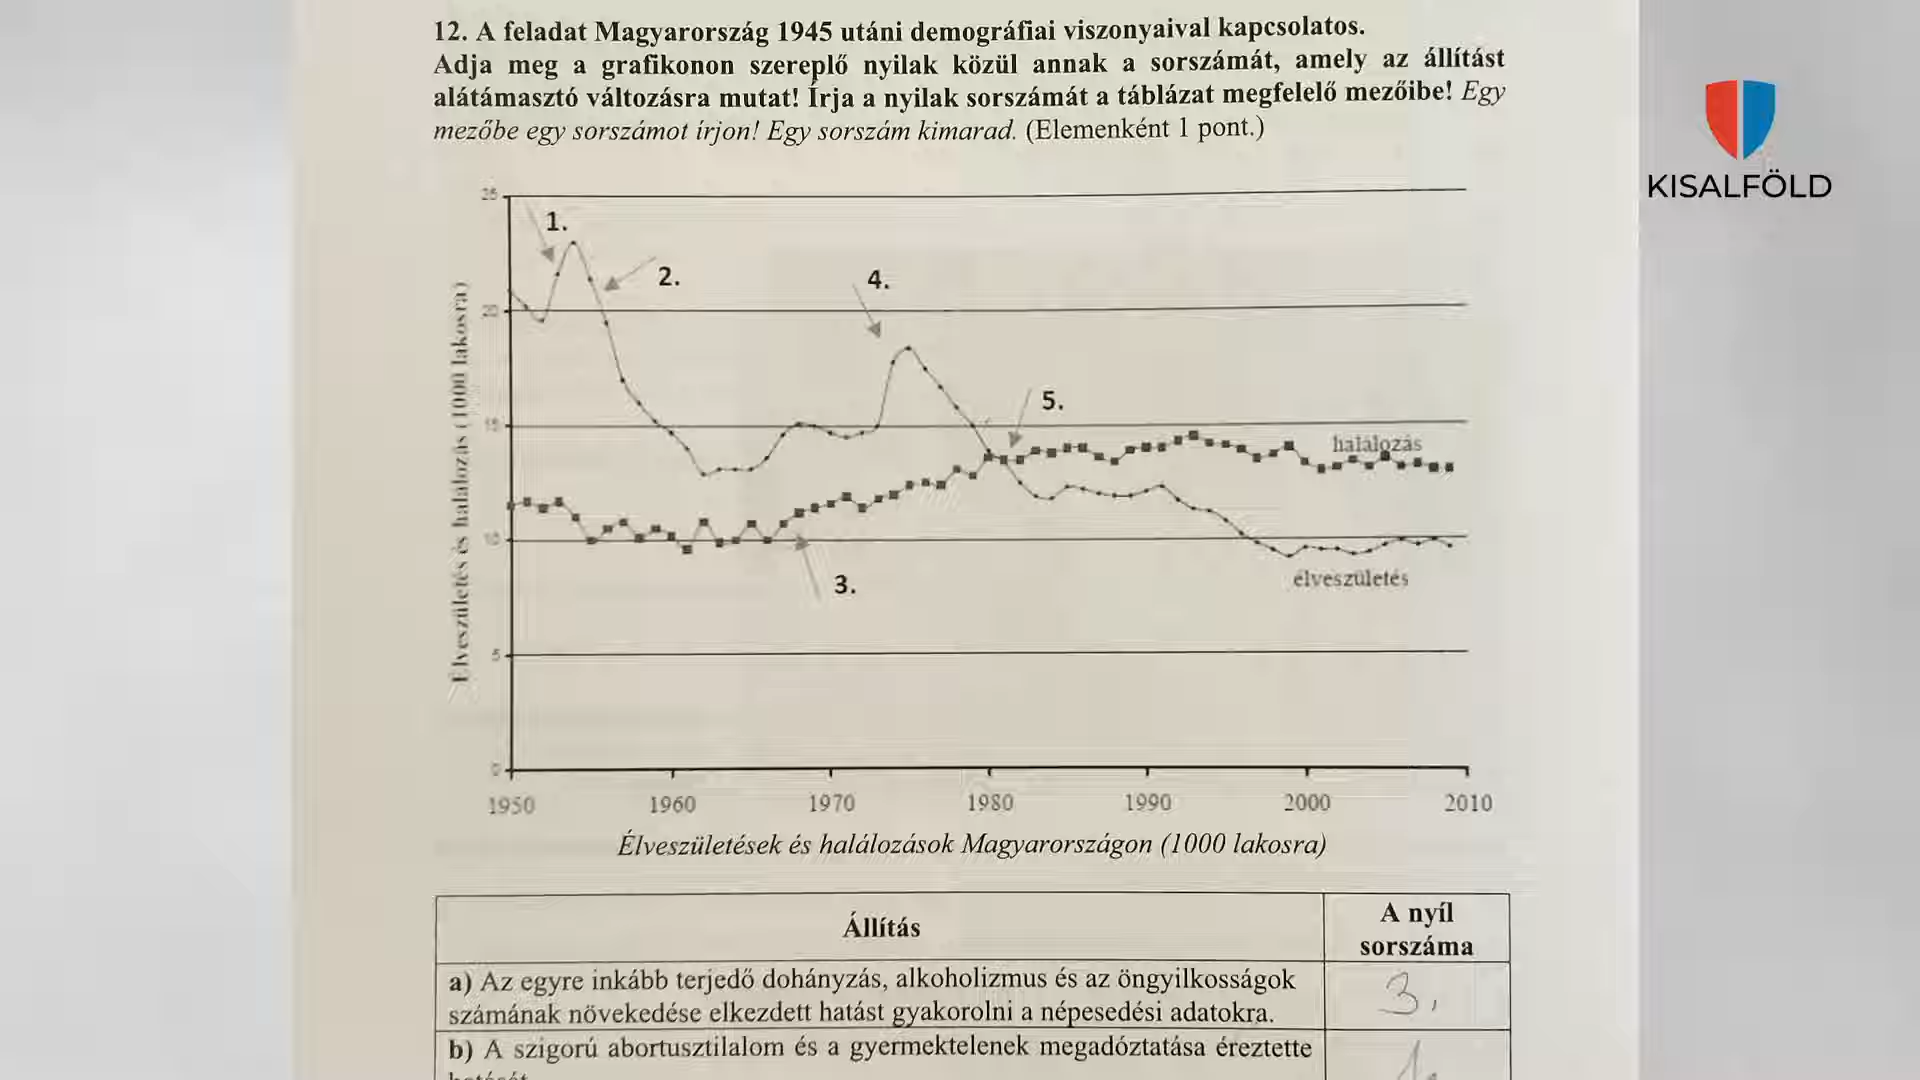 12. A feladat Magyarország 1945 utáni demográfiai viszonyaival kapcsolatos.
Adja meg a grafikonon szereplő nyilak közül annak a sorszámát, amely az állítást
alátámasztó változásra mutat! Írja a nyilak sorszámát a táblázat megfelelő mezőibe! Egy
mezőbe egy sorszámot írjon! Egy sorszám kimarad. (Elemenként 1 pont.)
KISALFÖLD
Élveszületés és halálozás (1000 lakosra)
25
20
15
10
5
0
1.
2.
4.
5.
3.
halálozás
élveszületés
1950 1960 1970 1980 1990 2000 2010
Élveszületések és halálozások Magyarországon (1000 lakosra)
Állítás
A nyíl
sorszáma
a) Az egyre inkább terjedő dohányzás, alkoholizmus és az öngyilkosságok
számának növekedése elkezdett hatást gyakorolni a népesedési adatokra.
3.
b) A szigorú abortusztilalom és a gyermektelenek megadóztatása éreztette